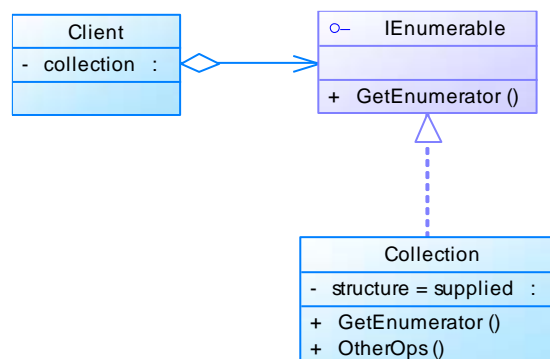 Client
- collection :
IEnumerable
+ GetEnumerator ()
Collection
- structure = supplied :
+ GetEnumerator ()
+ OtherOps ()